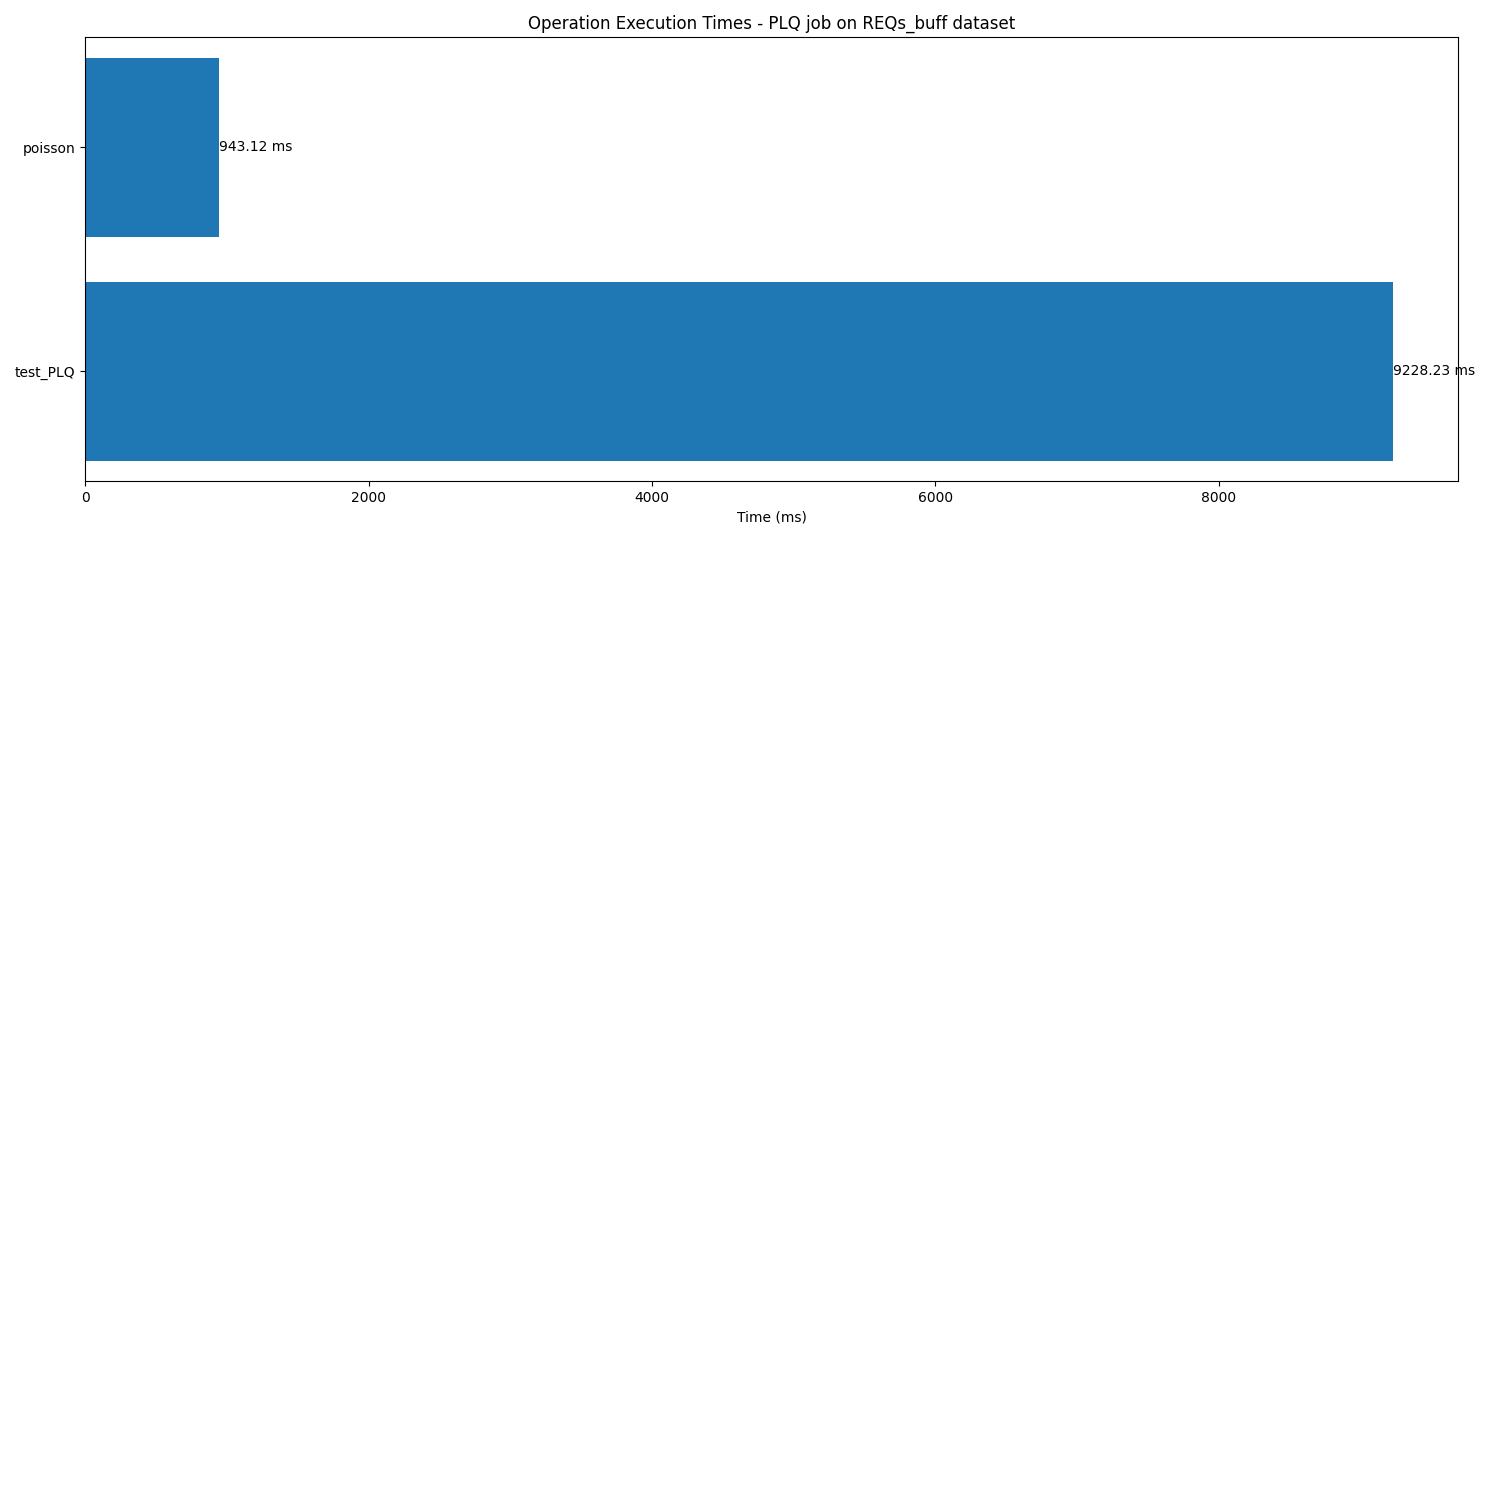 Operation Execution Times - PLQ job on REQs_buff dataset
poisson
943.12 ms
test_PLQ
9228.23 ms
0
2000
4000
6000
8000
Time (ms)